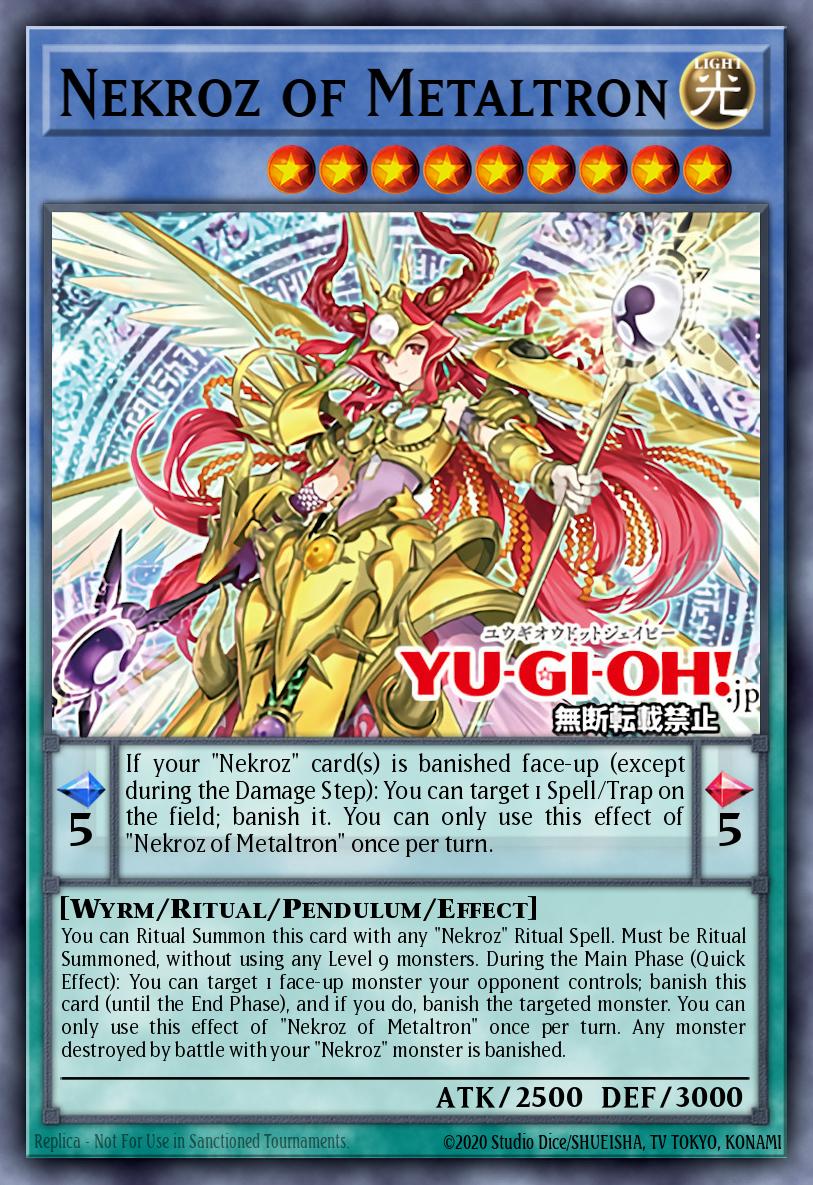 Nekroz of Metaltron
LIGHT
光
ユウギオウドットジェイピー
YU-GI-OH!.jp
無断転載禁止
If your "Nekroz" card(s) is banished face-up (except
during the Damage Step): You can target 1 Spell/Trap on
the field; banish it. You can only use this effect of
"Nekroz of Metaltron" once per turn.
5
5
[Wyrm/Ritual/Pendulum/Effect]
You can Ritual Summon this card with any "Nekroz" Ritual Spell. Must be Ritual
Summoned, without using any Level 9 monsters. During the Main Phase (Quick
Effect): You can target 1 face-up monster your opponent controls; banish this
card (until the End Phase), and if you do, banish the targeted monster. You can
only use this effect of "Nekroz of Metaltron" once per turn. Any monster
destroyed by battle with your "Nekroz" monster is banished.
ATK/2500 DEF/3000
Replica - Not For Use in Sanctioned Tournaments.
©2020 Studio Dice/SHUEISHA, TV TOKYO, KONAMI